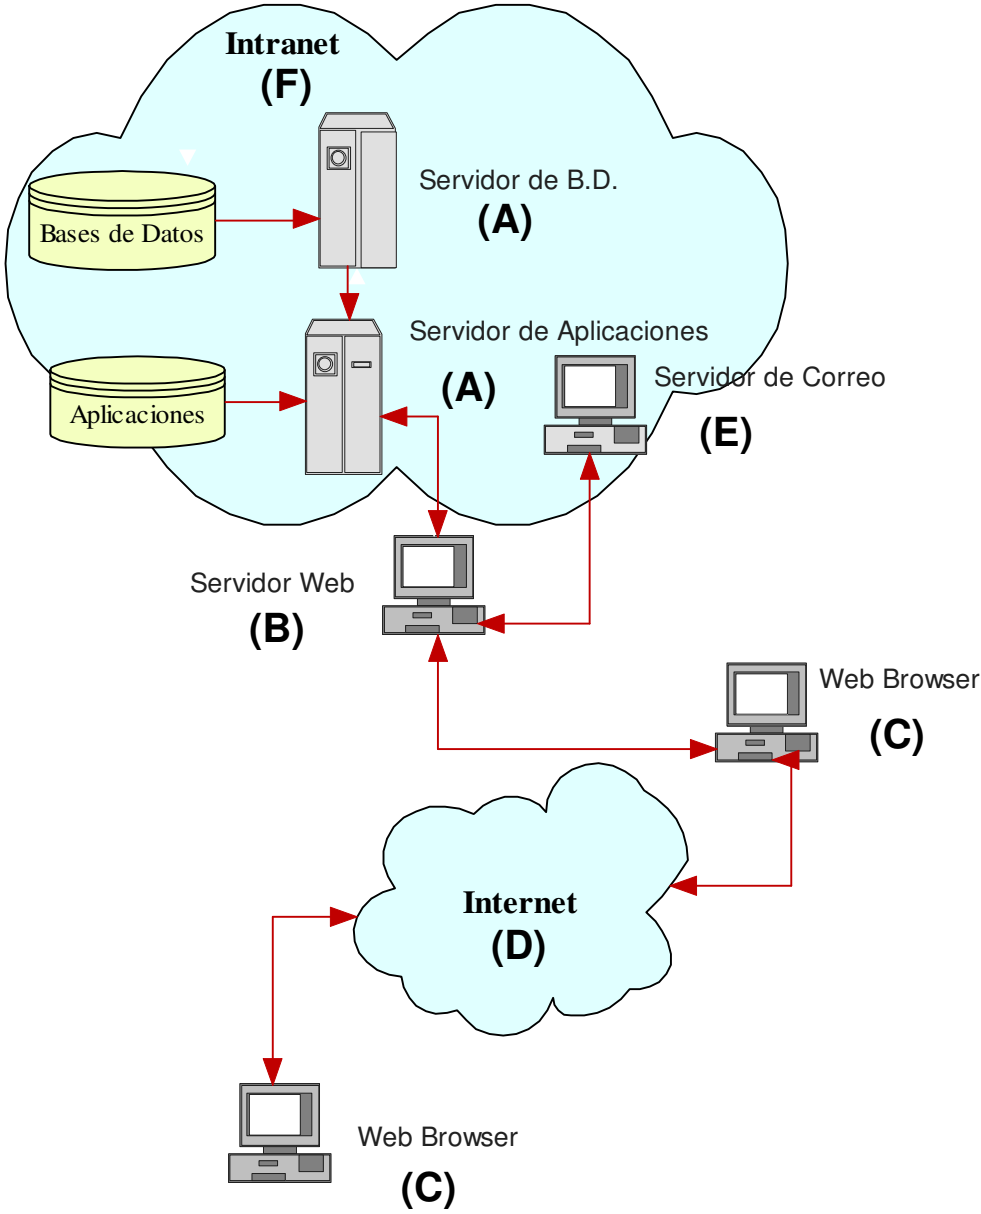 Intranet
(F)
Servidor de B.D.
(A)
Bases de Datos
Servidor de Aplicaciones
(A)
Servidor de Correo
(E)
Aplicaciones
Servidor Web
(B)
Web Browser
(C)
Internet
(D)
Web Browser
(C)